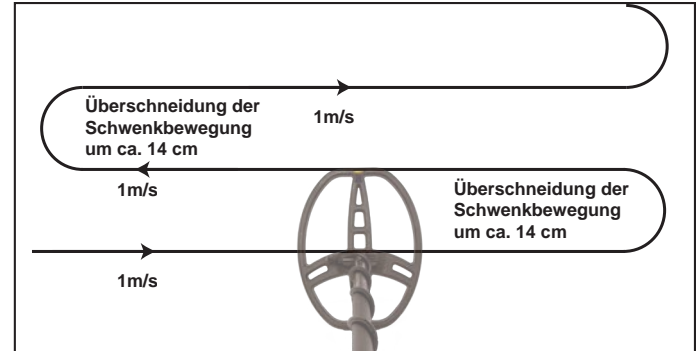 Überschneidung der
Schwenkbewegung
um ca. 14 cm
1m/s
1m/s
Überschneidung der
Schwenkbewegung
um ca. 14 cm
1m/s